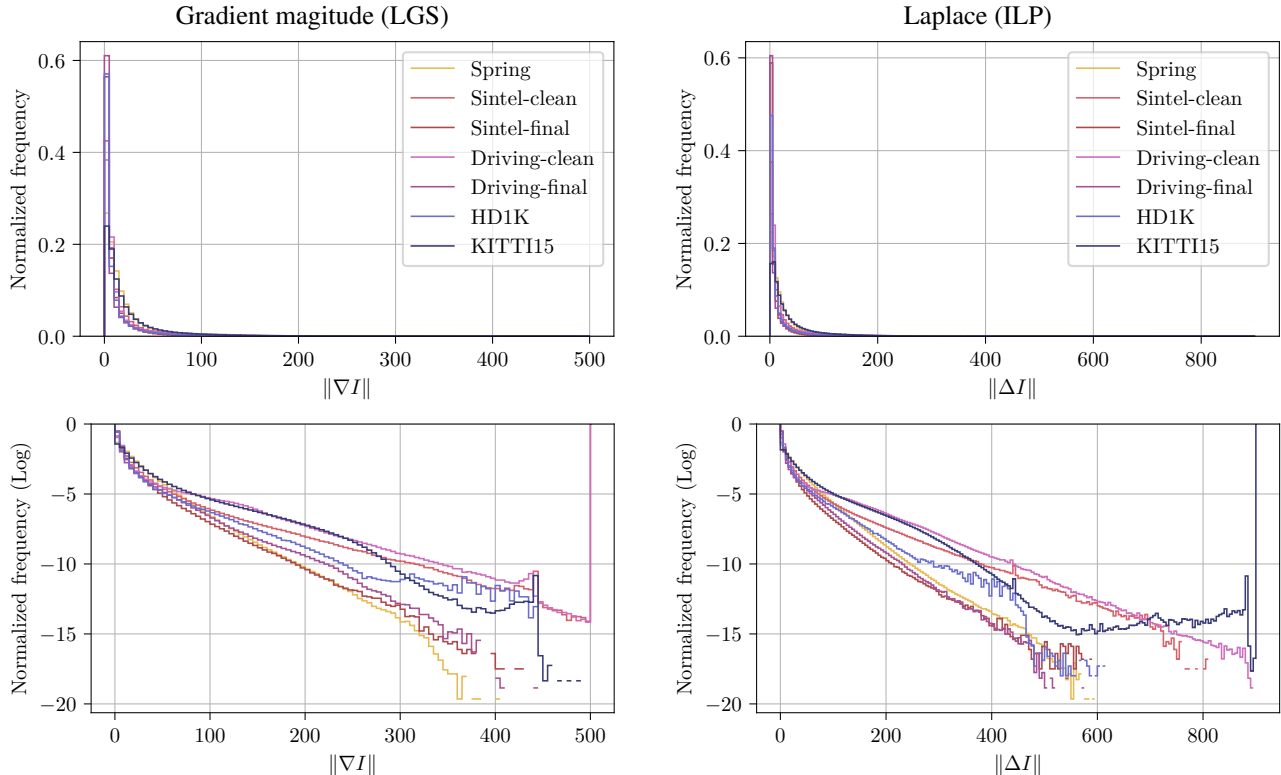 Gradient magitude (LGS)
Laplace (ILP)
Normalized frequency
0.6
0.4
0.2
0.0
Spring
Sintel-clean
Sintel-final
Driving-clean
Driving-final
HD1K
KITTI15
0 100 200 300 400 500
‖∇I‖
Normalized frequency
0.6
0.4
0.2
0.0
Spring
Sintel-clean
Sintel-final
Driving-clean
Driving-final
HD1K
KITTI15
0 200 400 600 800
‖ΔI‖
Normalized frequency (Log)
0
−5
−10
−15
−20
0 100 200 300 400 500
‖∇I‖
Normalized frequency (Log)
0
−5
−10
−15
−20
0 200 400 600 800
‖ΔI‖